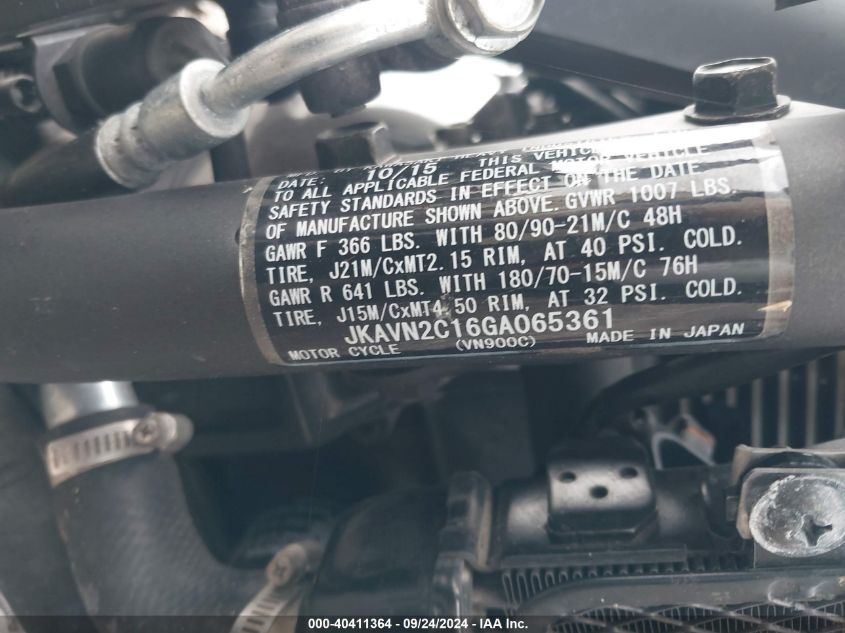 DATE: 10/15 THIS VEHICLE
TO ALL APPLICABLE FEDERAL MOTOR VEHICLE
SAFETY STANDARDS IN EFFECT ON THE DATE
OF MANUFACTURE SHOWN ABOVE. GVWR 1007 LBS.
GAWR F 366 LBS. WITH 80/90-21M/C 48H
TIRE, J21M/CxMT2.15 RIM, AT 40 PSI. COLD.
GAWR R 641 LBS. WITH 180/70-15M/C 76H
TIRE, J15M/CxMT4.50 RIM, AT 32 PSI. COLD.
JKAVN2C16GA065361
MOTOR CYCLE (VN900C) MADE IN JAPAN
000-40411364 - 09/24/2024 - IAA Inc.